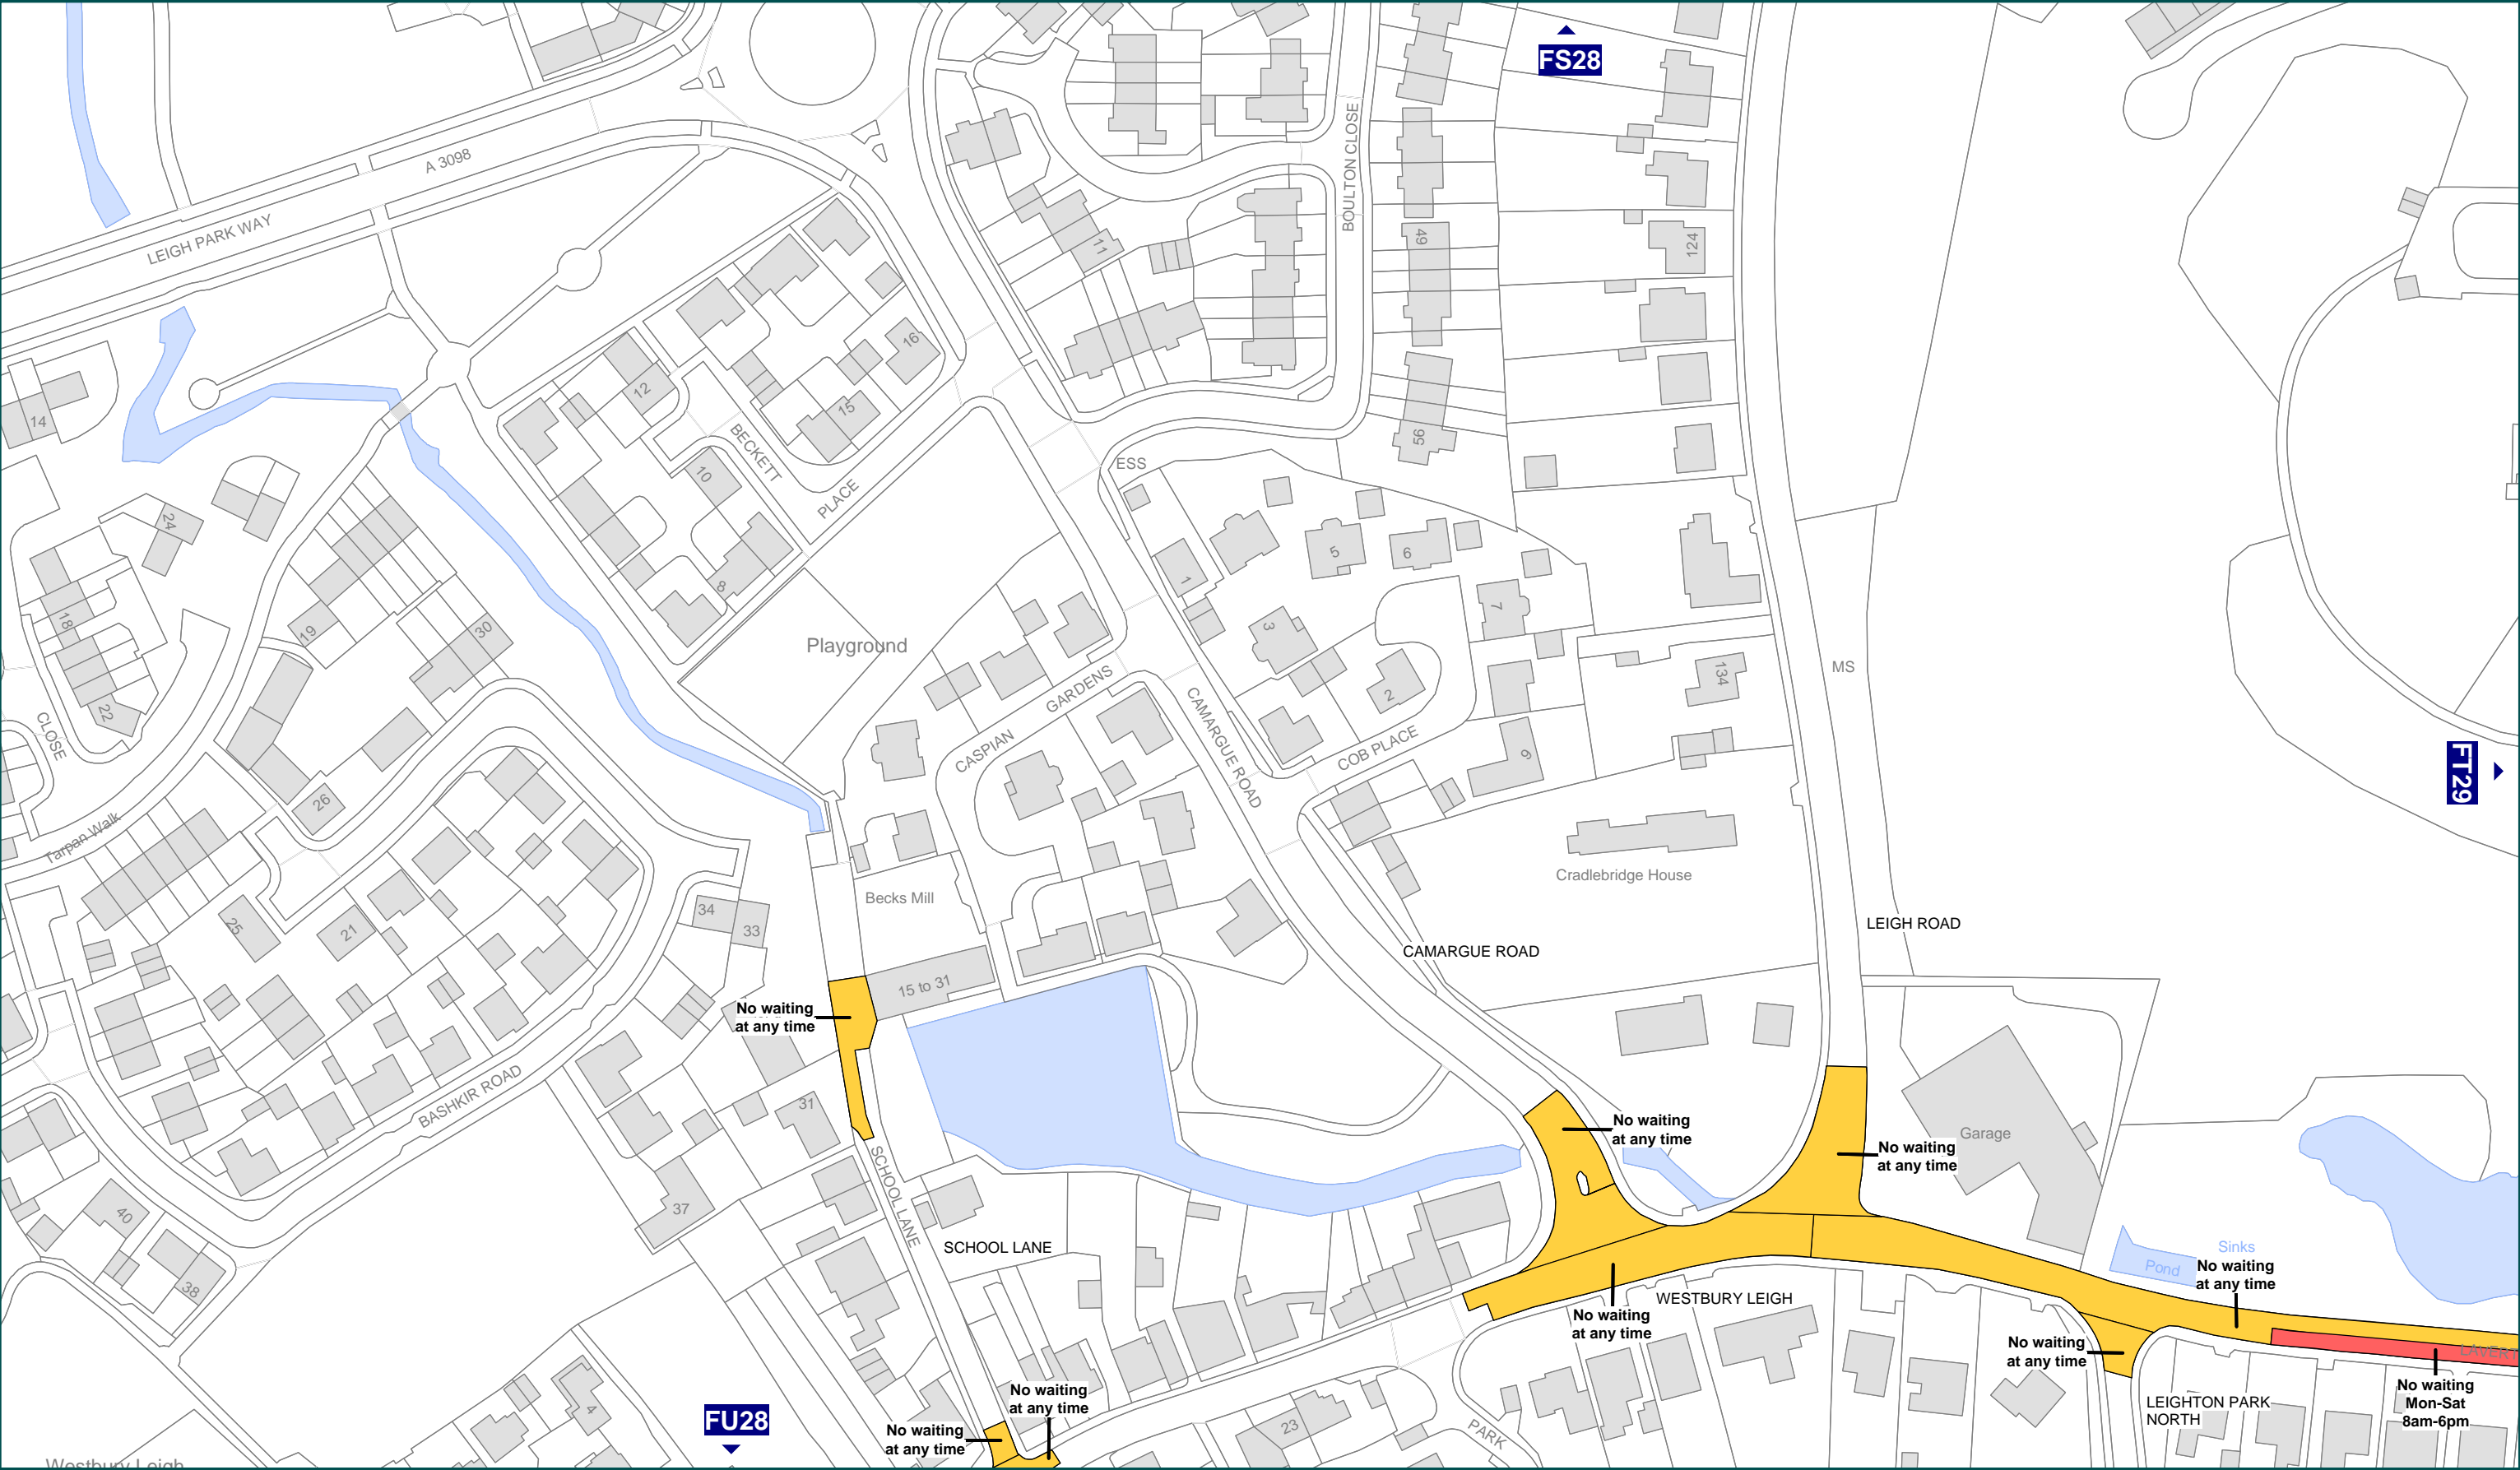 FS28
A 3098
LEIGH PARK WAY
BOULTON CLOSE
11
49
124
16
14
12
15
56
BECKETT
PLACE
ESS
10
24
1
5
6
8
18
19
30
3
7
Playground
MS
134
2
22
CLOSE
GARDENS
CASPIAN
CAMARGUE ROAD
COB PLACE
9
FT29
26
Tarpan Walk
Cradlebridge House
Becks Mill
34
33
25
21
LEIGH ROAD
CAMARGUE ROAD
15 to 31
No waiting
at any time
BASHKIR ROAD
31
No waiting
at any time
Garage
No waiting
at any time
SCHOOL LANE
37
40
SCHOOL LANE
38
Sinks
Pond
No waiting
at any time
WESTBURY LEIGH
No waiting
at any time
No waiting
at any time
LAVERT
No waiting
Mon-Sat
8am-6pm
LEIGHTON PARK
NORTH
No waiting
at any time
4
FU28
23
PARK
No waiting
at any time
Westbury Leigh